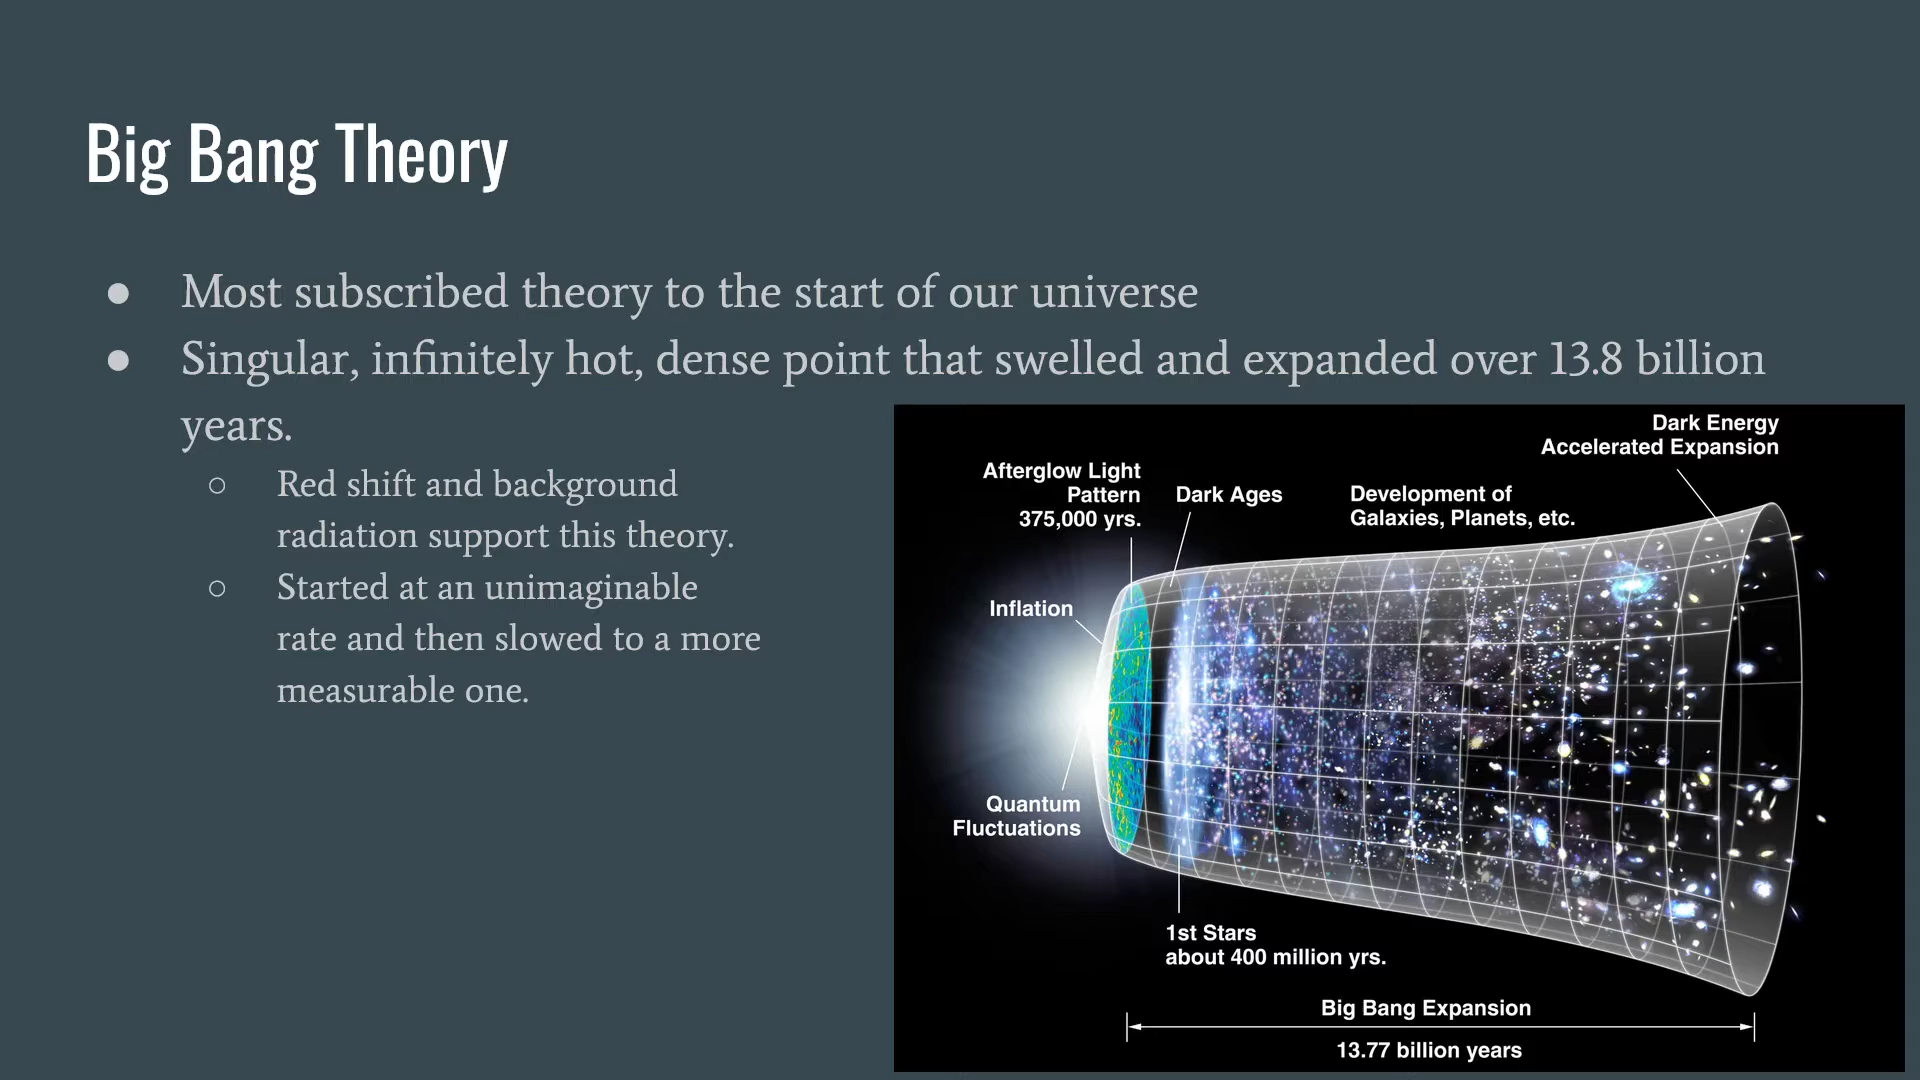 Big Bang Theory
● Most subscribed theory to the start of our universe
● Singular, infinitely hot, dense point that swelled and expanded over 13.8 billion
years.
○ Red shift and background
radiation support this theory.
○ Started at an unimaginable
rate and then slowed to a more
measurable one.
Dark Energy
Accelerated Expansion
Afterglow Light
Pattern
375,000 yrs.
Dark Ages
Development of
Galaxies, Planets, etc.
Inflation
Quantum
Fluctuations
1st Stars
about 400 million yrs.
Big Bang Expansion
13.77 billion years